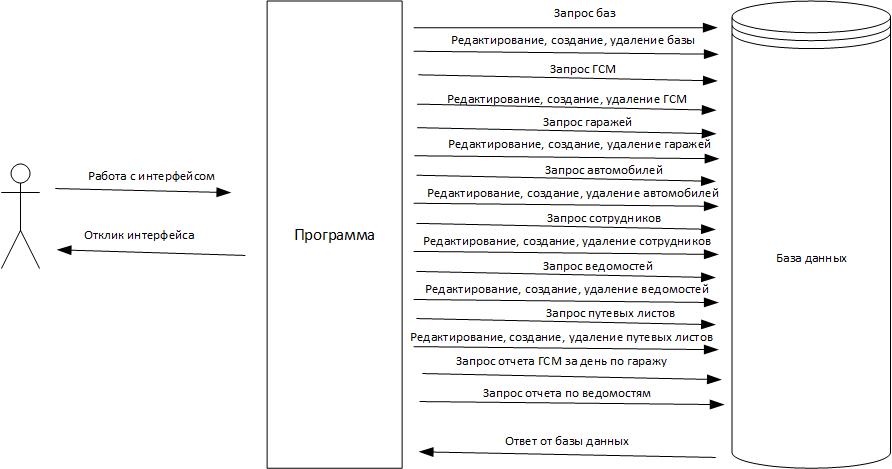 Запрос баз
Редактирование, создание, удаление базы
Запрос ГСМ
Редактирование, создание, удаление ГСМ
Запрос гаражей
Редактирование, создание, удаление гаражей
Работа с интерфейсом
Запрос автомобилей
Редактирование, создание, удаление автомобилей
Запрос сотрудников
Отклик интерфейса
Программа
Редактирование, создание, удаление сотрудников
База данных
Запрос ведомостей
Редактирование, создание, удаление ведомостей
Запрос путевых листов
Редактирование, создание, удаление путевых листов
Запрос отчета ГСМ за день по гаражу
Запрос отчета по ведомостям
Ответ от базы данных